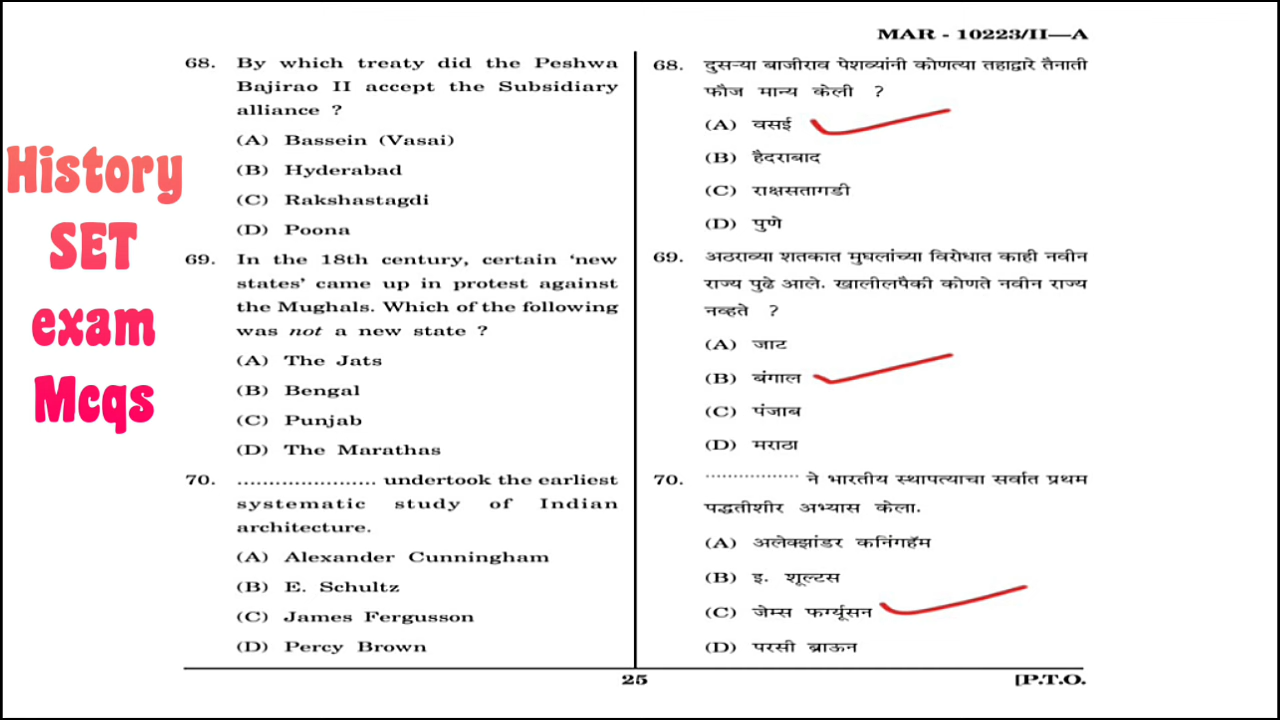 MAR - 10223/II—A
History
SET
exam
Mcqs
68. By which treaty did the Peshwa
Bajirao II accept the Subsidiary
alliance ?
(A) Bassein (Vasai)
(B) Hyderabad
(C) Rakshastagdi
(D) Poona
69. In the 18th century, certain ‘new
states’ came up in protest against
the Mughals. Which of the following
was not a new state ?
(A) The Jats
(B) Bengal
(C) Punjab
(D) The Marathas
70. ...................... undertook the earliest
systematic study of Indian
architecture.
(A) Alexander Cunningham
(B) E. Schultz
(C) James Fergusson
(D) Percy Brown
68. दुसऱ्या बाजीराव पेशव्यांनी कोणत्या तहाद्वारे तैनाती
फौज मान्य केली ?
(A) वसई
(B) हैदराबाद
(C) राक्षसतागडी
(D) पुणे
69. अठराव्या शतकात मुघलांच्या विरोधात काही नवीन
राज्य पुढे आले. खालीलपैकी कोणते नवीन राज्य
नव्हते ?
(A) जाट
(B) बंगाल
(C) पंजाब
(D) मराठा
70. ................ ने भारतीय स्थापत्याचा सर्वात प्रथम
पद्धतीशीर अभ्यास केला.
(A) अलेक्झांडर कनिंगहॅम
(B) इ. शूल्टस
(C) जेम्स फर्ग्यूसन
(D) परसी ब्राऊन
25
[P.T.O.